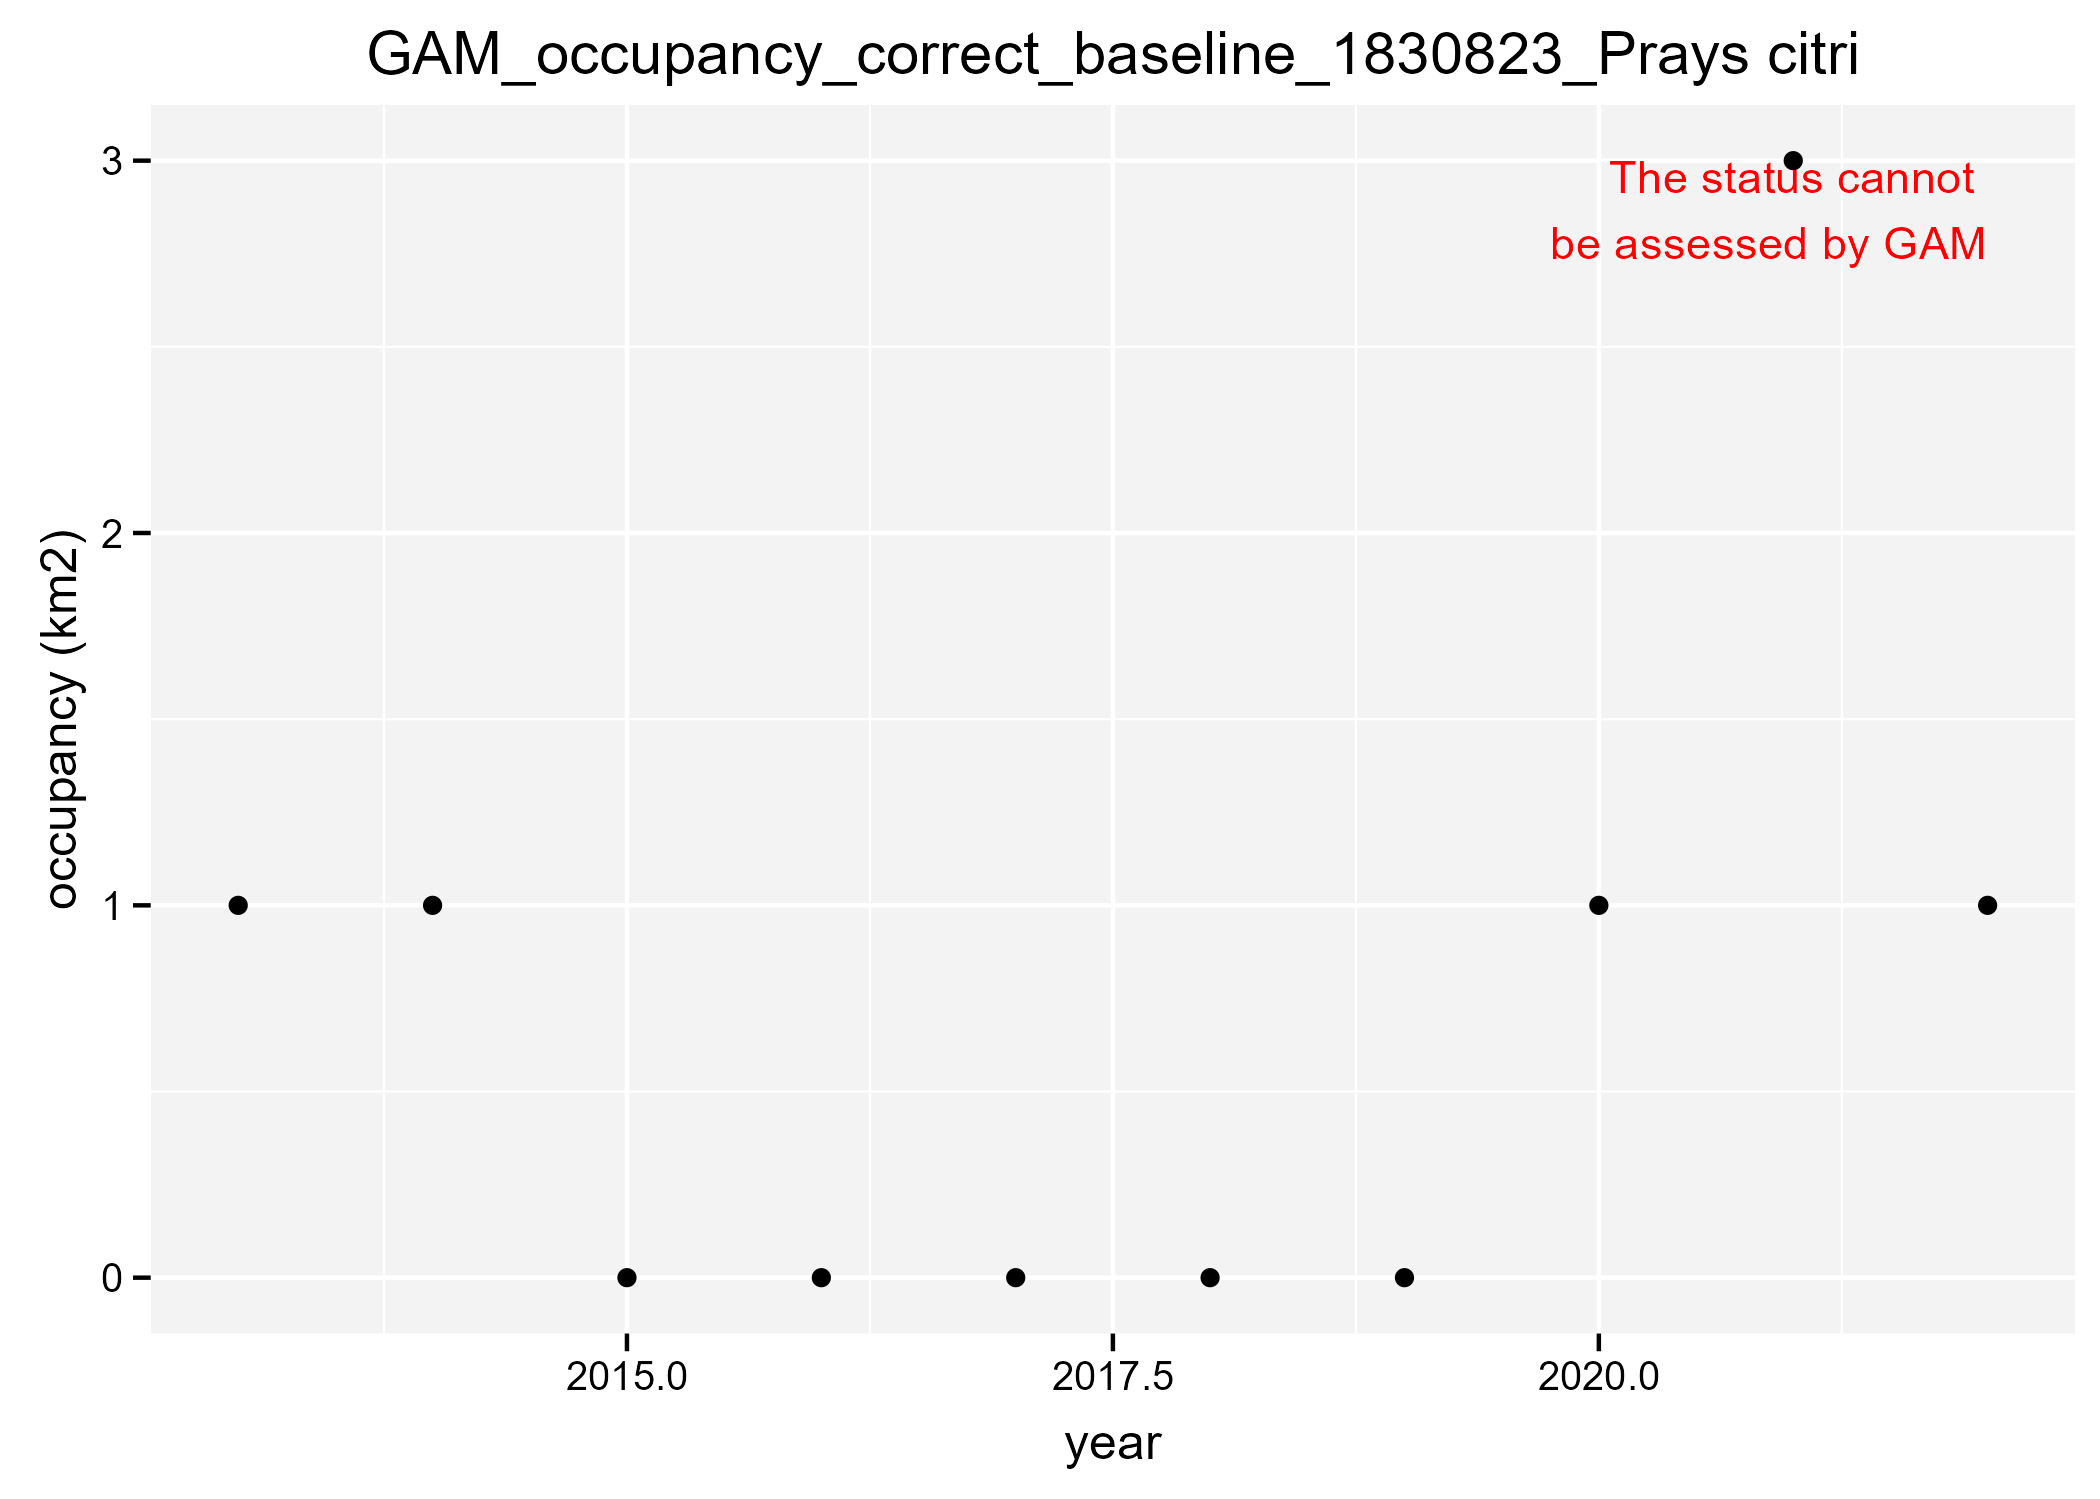 GAM_occupancy_correct_baseline_1830823_Prays citri
3
The status cannot
be assessed by GAM
2
occupancy (km2)
1
0
2015.0
2017.5
2020.0
year